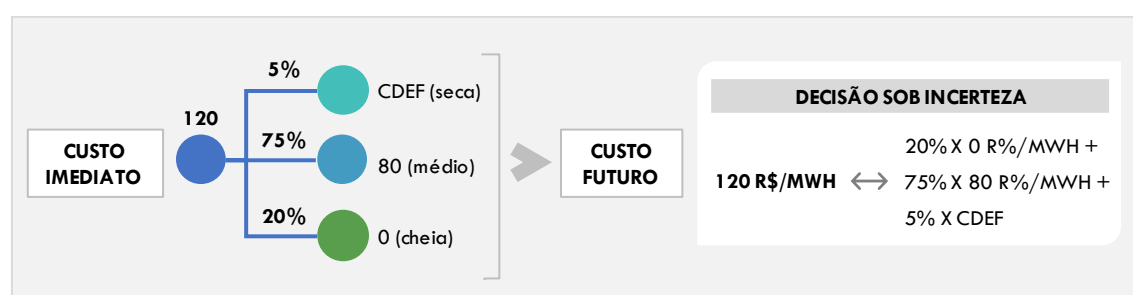 5%
CDEF (seca)
120
75%
80 (médio)
20%
0 (cheia)
CUSTO
IMEDIATO
CUSTO
FUTURO
DECISÃO SOB INCERTEZA
120 R$/MWH
20% X 0 R%/MWH +
75% X 80 R%/MWH +
5% X CDEF